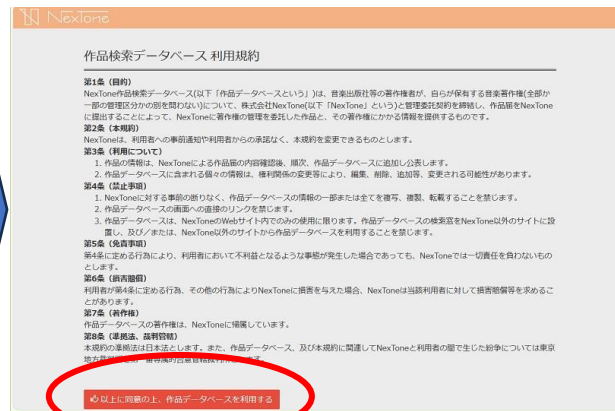 NexTone
作品検索データベース 利用規約
第1条（目的）
NexTone作品検索データベース(以下「作品データベースという」)は、音楽出版社等の著作権者が、自らが保有する音楽著作権(全部か
一部の管理区分かの別を問わない)について、株式会社NexTone(以下「NexTone」という)と管理委託契約を締結し、作品届をNexTone
に提出することによって、NexToneに著作権の管理を委託した作品と、その著作権にかかる情報を提供するものです。
第2条（本規約）
NexToneは、利用者への事前通知や利用者からの承諾なく、本規約を変更できるものとします。
第3条（利用について）
1. 作品の情報は、NexToneによる作品届の内容確認後、順次、作品データベースに追加し公表します。
2. 作品データベースに含まれる個々の情報は、権利関係の変更等により、編集、削除、追加等、変更される可能性があります。
第4条（禁止事項）
1. NexToneに対する事前の断りなく、作品データベースの情報の一部または全てを複写、複製、転載することを禁じます。
2. 作品データベースの画面への直接のリンクを禁じます。
3. 作品データベースは、NexToneのWebサイト内でのみの使用に限ります。作品データベースの検索窓をNexTone以外のサイトに設
置し、及び/または、NexTone以外のサイトから作品データベースを利用することを禁じます。
第5条（免責事項）
第4条に定める行為により、利用者において不利益となるような事態が発生した場合であっても、NexToneでは一切責任を負わないもの
とします。
第6条（損害賠償）
利用者が第4条に定める行為、その他の行為によりNexToneに損害を与えた場合、NexToneは当該利用者に対して損害賠償等を求めるこ
とがあります。
第7条（著作権）
作品データベースの著作権は、NexToneに帰属しています。
第8条（準拠法、裁判管轄）
本規約の準拠法は日本法とします。また、作品データベース、及び本規約に関連してNexToneと利用者の間で生じた紛争については東京
以上に同意の上、作品データベースを利用する